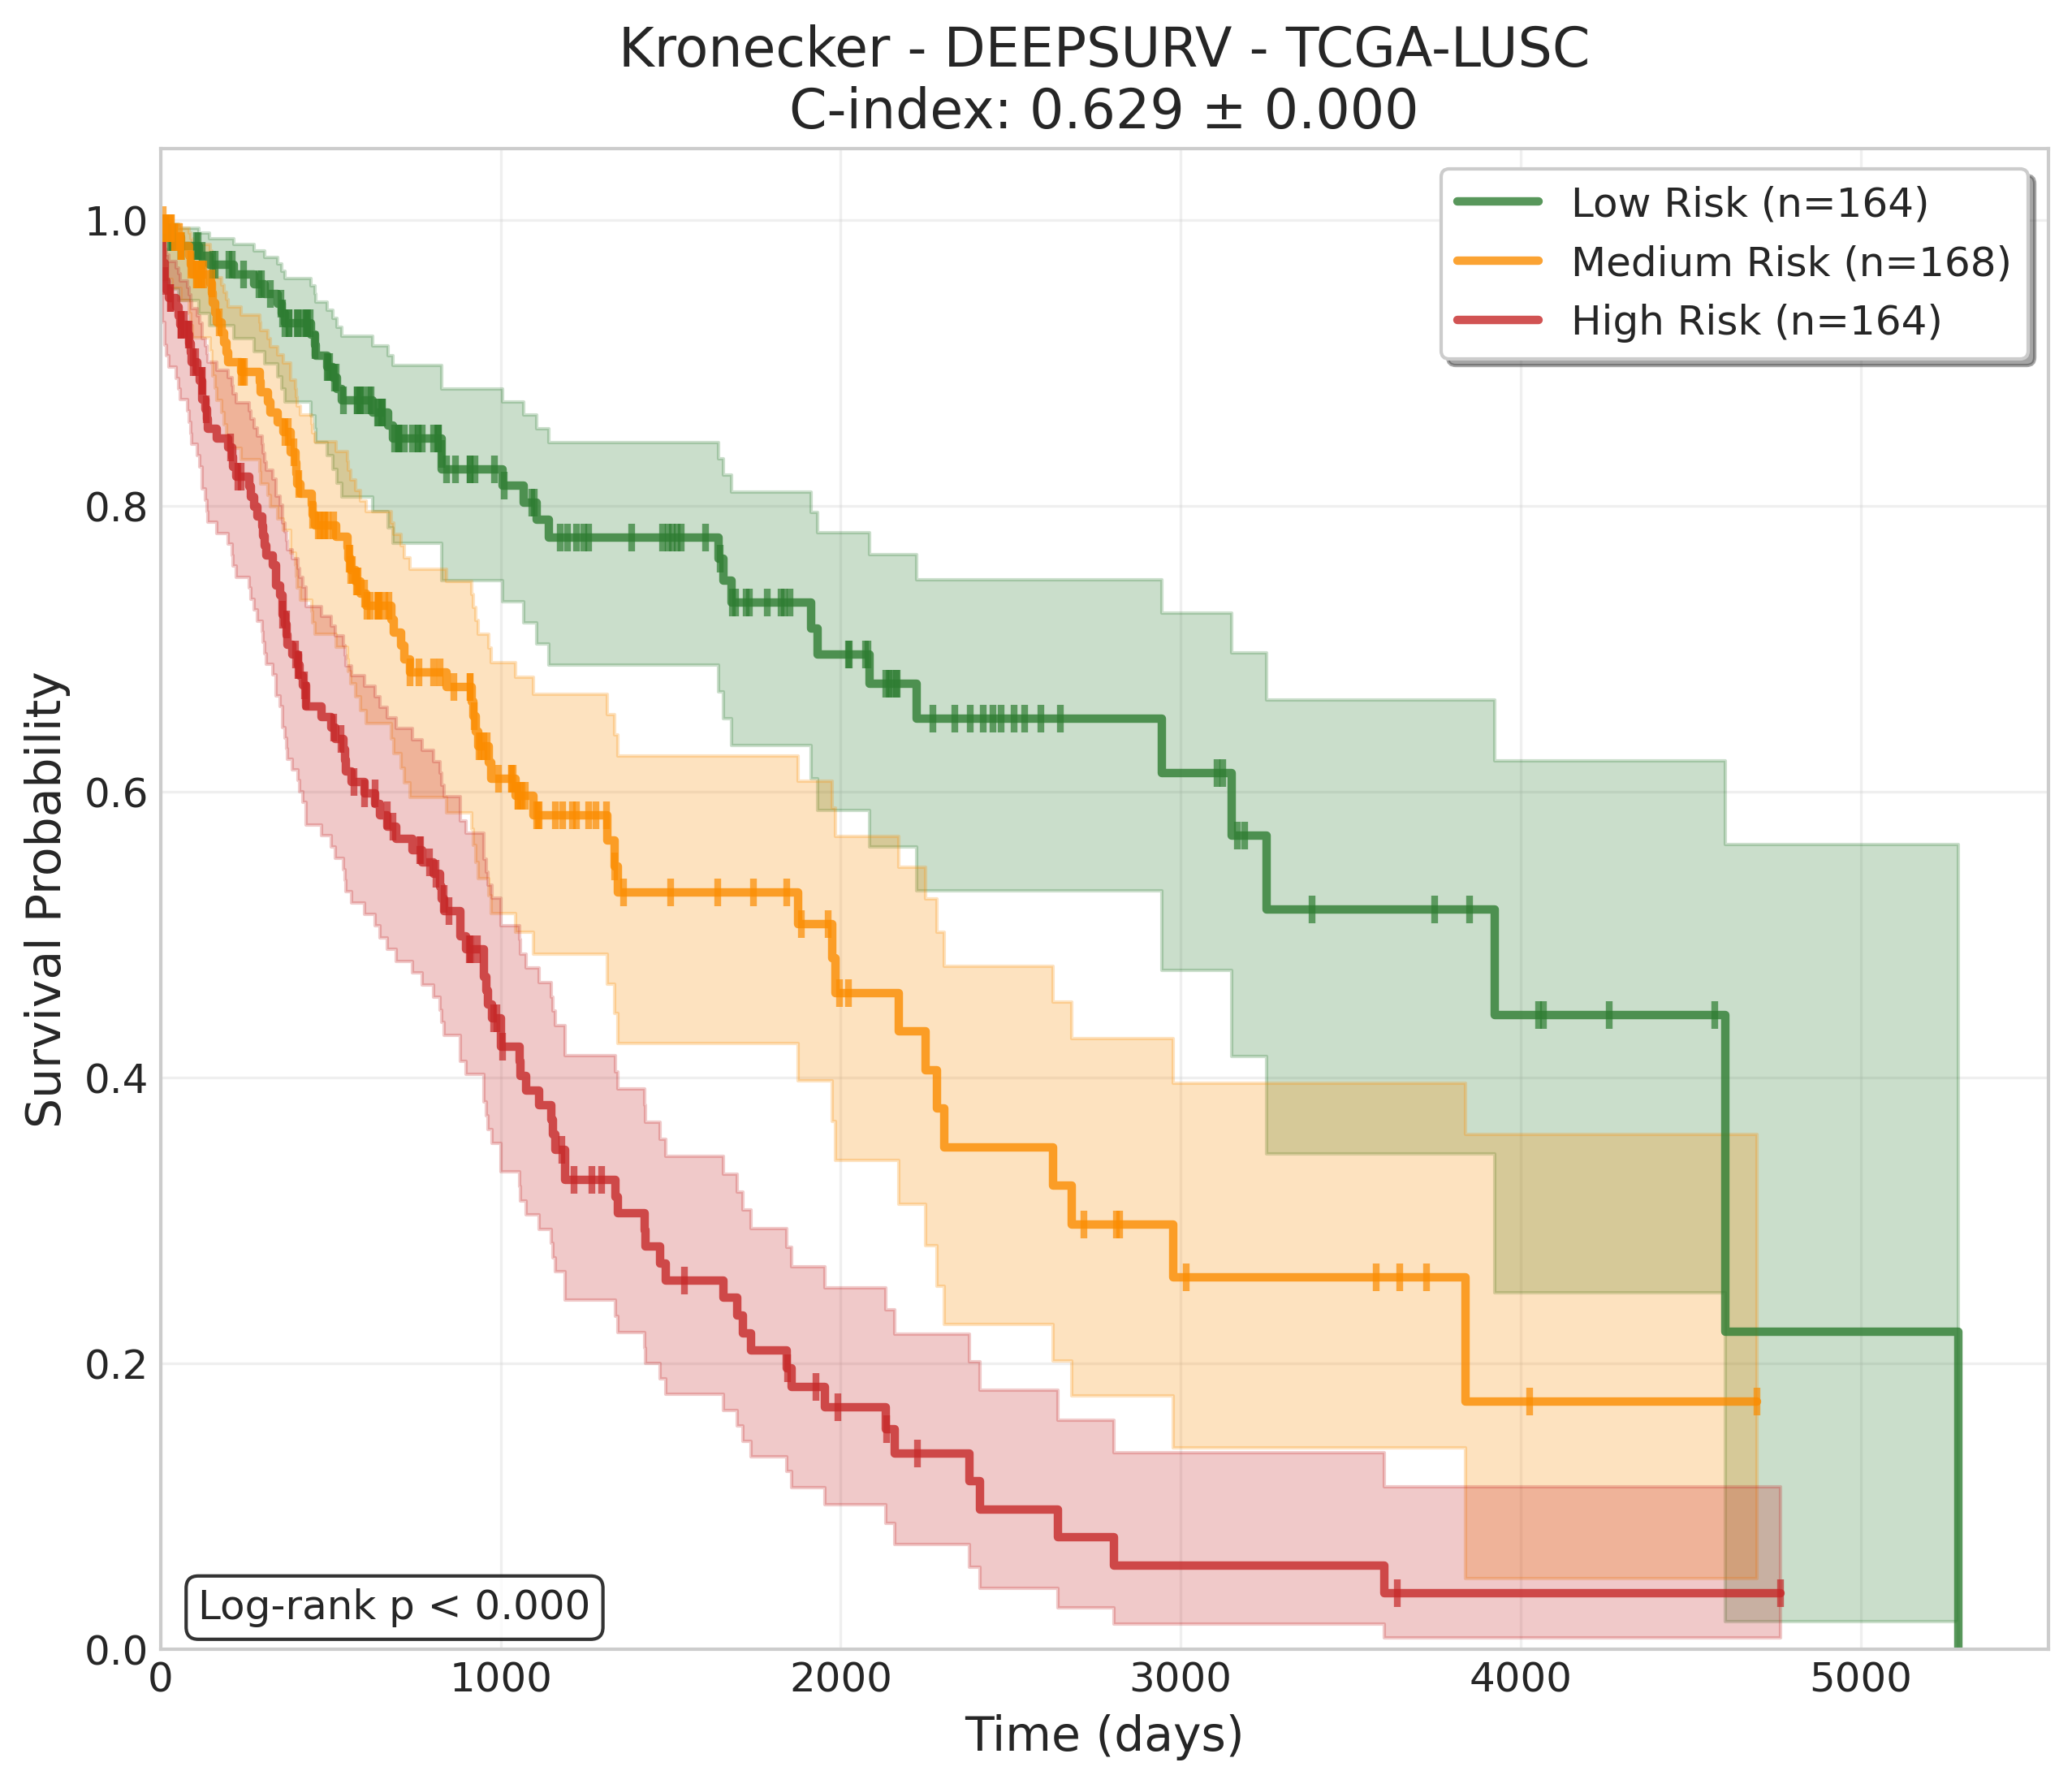 Kronecker - DEEPSURV - TCGA-LUSC
C-index: 0.629 ± 0.000
Low Risk (n=164)
Medium Risk (n=168)
High Risk (n=164)
Survival Probability
1.0
0.8
0.6
0.4
0.2
0.0
Log-rank p < 0.000
0 1000 2000 3000 4000 5000
Time (days)